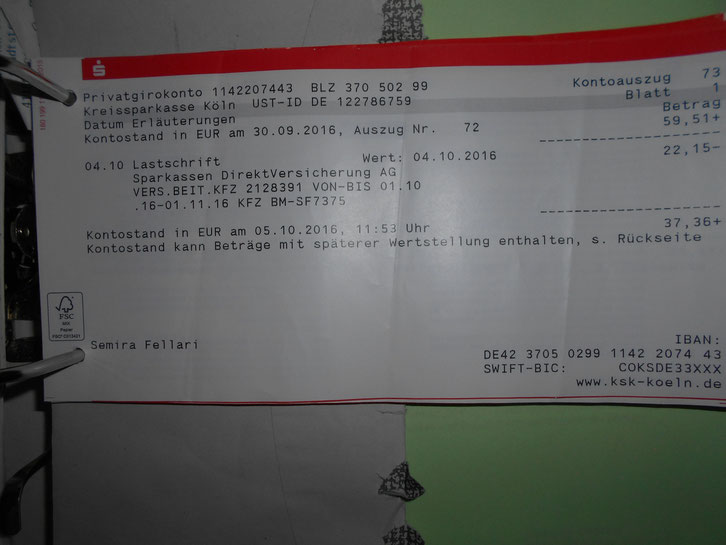 Privatgirokonto 1142207443 BLZ 370 502 99 Kontoauszug 73
Kreissparkasse Köln UST-ID DE 122786759 Blatt 1
Datum Erläuterungen Betrag
Kontostand in EUR am 30.09.2016, Auszug Nr. 72 59,51+
04.10 Lastschrift Wert: 04.10.2016 22,15-
Sparkassen DirektVersicherung AG
VERS.BEIT.KFZ 2128391 VON-BIS 01.10
.16-01.11.16 KFZ BM-SF7375
Kontostand in EUR am 05.10.2016, 11:53 Uhr 37,36+
Kontostand kann Beträge mit späterer Wertstellung enthalten, s. Rückseite
FSC
MIX
Papier
Semira Fellari
IBAN:
DE42 3705 0299 1142 2074 43
SWIFT-BIC: COKSDE33XXX
www.ksk-koeln.de